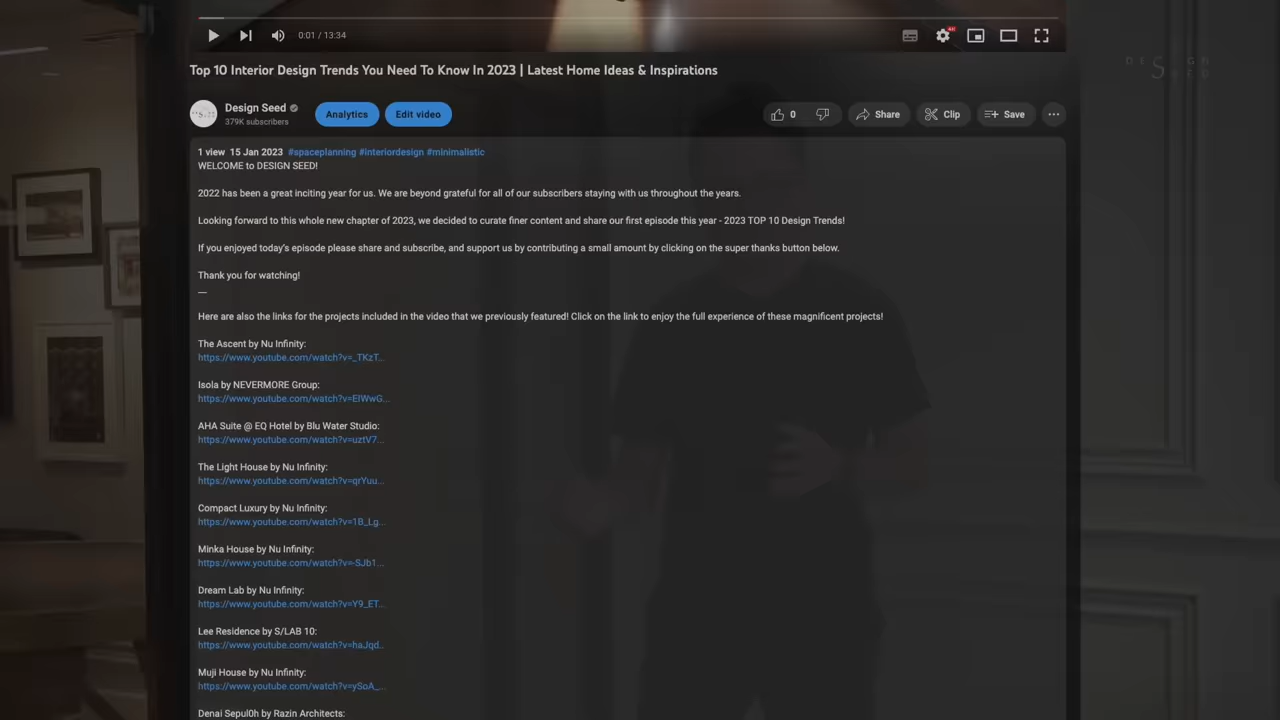 0:01 / 13:34
DESIGN
SEED
Top 10 Interior Design Trends You Need To Know In 2023 | Latest Home Ideas & Inspirations
Design Seed
379K subscribers
Analytics
Edit video
0
Share
Clip
Save
1 view 15 Jan 2023 #spaceplanning #interiordesign #minimalistic
WELCOME to DESIGN SEED!
2022 has been a great inciting year for us. We are beyond grateful for all of our subscribers staying with us throughout the years.
Looking forward to this whole new chapter of 2023, we decided to curate finer content and share our first episode this year - 2023 TOP 10 Design Trends!
If you enjoyed today's episode please share and subscribe, and support us by contributing a small amount by clicking on the super thanks button below.
Thank you for watching!
—
Here are also the links for the projects included in the video that we previously featured! Click on the link to enjoy the full experience of these magnificent projects!
The Ascent by Nu Infinity:
https://www.youtube.com/watch?v=_TKzT...
Isola by NEVERMORE Group:
https://www.youtube.com/watch?v=EIWwG...
AHA Suite @ EQ Hotel by Blu Water Studio:
https://www.youtube.com/watch?v=uztV7...
The Light House by Nu Infinity:
https://www.youtube.com/watch?v=qrYuu...
Compact Luxury by Nu Infinity:
https://www.youtube.com/watch?v=1B_Lg...
Minka House by Nu Infinity:
https://www.youtube.com/watch?v=-SJb1...
Dream Lab by Nu Infinity:
https://www.youtube.com/watch?v=Y9_ET...
Lee Residence by S/LAB 10:
https://www.youtube.com/watch?v=haJqd...
Muji House by Nu Infinity:
https://www.youtube.com/watch?v=ySoA_...
Denai Sepul0h by Razin Architects: